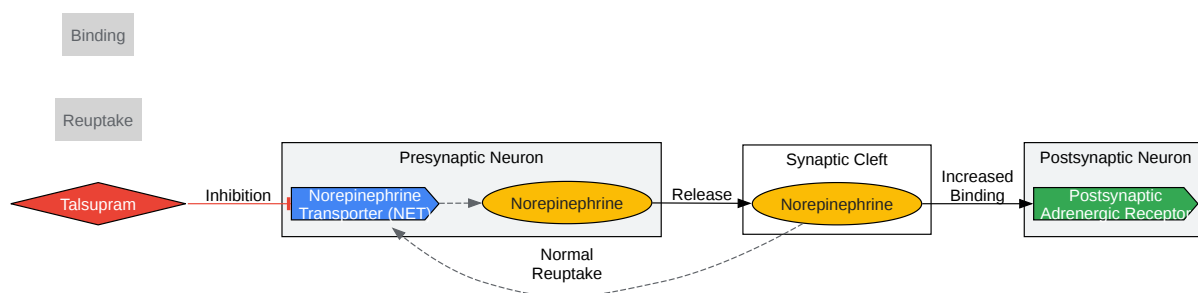 Binding
Reuptake
Presynaptic Neuron
Synaptic Cleft
Postsynaptic Neuron
Talsupram
Inhibition
Norepinephrine
Transporter (NET)
Norepinephrine
Release
Norepinephrine
Increased
Binding
Postsynaptic
Adrenergic Receptor
Normal
Reuptake